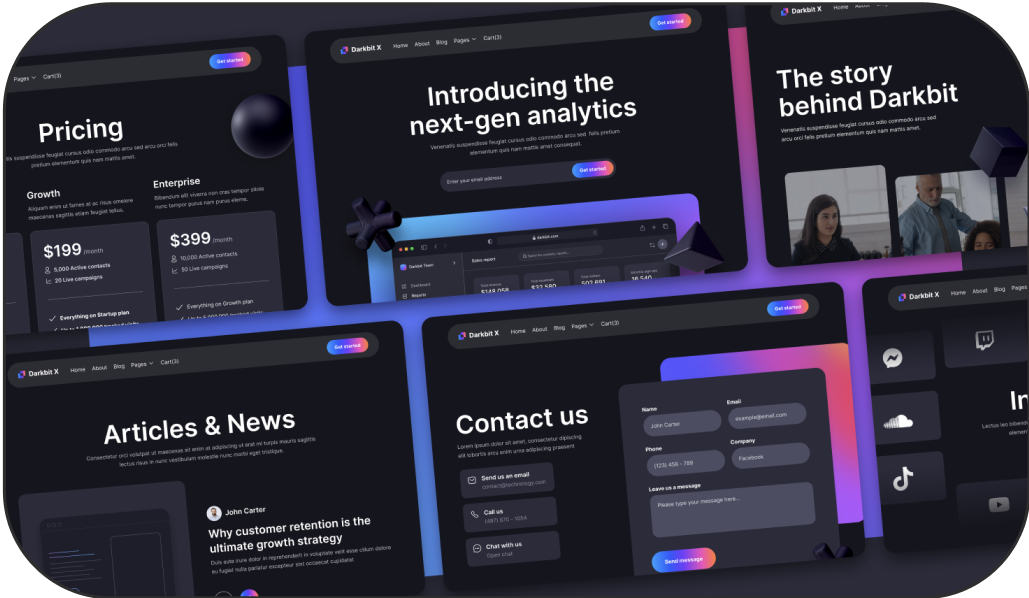 Pages
Cart(3)
Get started
Pricing
suspendisse feugiat cursus odio commodo arcu sed arcu orci felis
pretium elementum quis nam mattis amet.
Growth
Aliquam enim ut fames at ac risus ornare
maecenas sagittis etiam feugiat tellus.
$199 /month
5,000 Active contacts
20 Live campaigns
Everything on Startup plan
Enterprise
Bibendum elit viverra non cras tempor silole
nunc tempor purus nam purus eleme.
$399 /month
10,000 Active contacts
50 Live campaigns
Everything on Growth plan
Darkbit X
Home
About
Blog
Pages
Cart(3)
Get started
Introducing the
next-gen analytics
Venenatis suspendisse feugiat cursus odio commodo arcu sed felis pretium
elementum quis nam mattis amet consequat.
Enter your email address
Get started
darkbit.com
Darkbit Team
Sales report
Dashboard
Reports
$148,058
$32,580
502,691
16,540
Darkbit X
Home
The story
behind Darkbit
Venenatis suspendisse feugiat cursus odio commodo arcu sed
pretium elementum quis nam mattis amet
arcu orci felis.
Darkbit X
Home
About
Blog
Pages
Cart(3)
Get started
Articles & News
Consectetur orci volutpat ut maecenas sit enim at adipiscing ut erat mi turpis mauris sagittis
lectus risus in nunc vestibulum molestie nunc morbi eget tristique.
John Carter
Why customer retention is the
ultimate growth strategy
Duis aute irure dolor in reprehenderit in voluptate velit esse cillum dolore
eu fugiat nulla pariatur excepteur sint occaecat cupidatat
Darkbit X
Home
About
Blog
Pages
Cart(3)
Get started
Contact us
Lorem ipsum dolor sit amet, consectetur dipiscing
elit lobortis arcu enim urna adipiscing praesent
Send us an email
contact@technology.com
Call us
(487) 870 - 1054
Chat with us
Open chat
Name
John Carter
Email
example@email.com
Phone
(123) 456 - 789
Company
Facebook
Leave us a message
Please type your message here...
Send message
Darkbit X
Home
About
Blog
Pages
In
Lectus leo bibendum